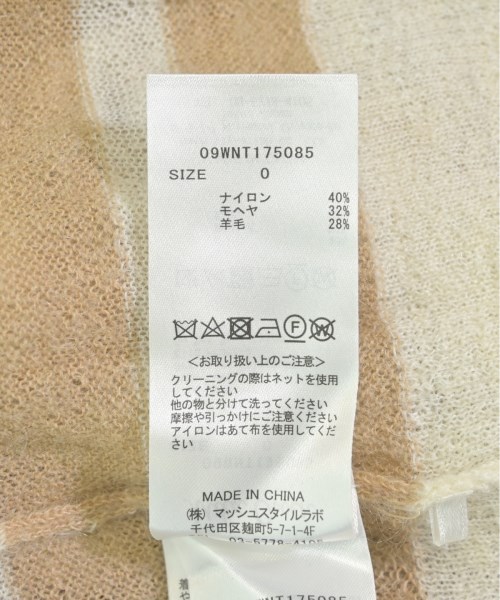 09WNT175085
SIZE 0
ナイロン 40%
モヘヤ 32%
羊毛 28%
<お取り扱い上のご注意>
クリーニングの際はネットを使用
してください
他の物と分けて洗ってください
摩擦や引っかけにご注意ください
アイロンはあて布を使用してくだ
さい
MADE IN CHINA
(株) マッシュスタイルラボ
千代田区麹町5-7-1-4F
09WNT175085